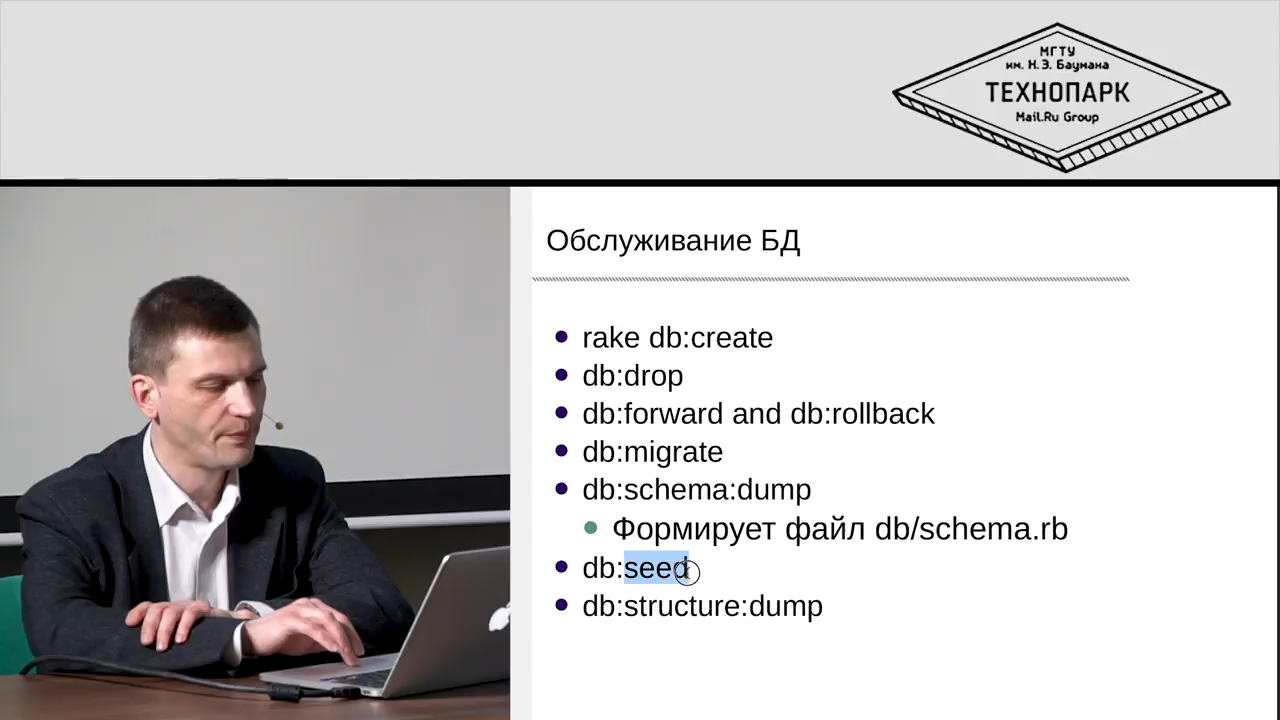 МГТУ
им. Н.Э. Баумана
ТЕХНОПАРК
Mail.Ru Group
Обслуживание БД
rake db:create
db:drop
db:forward and db:rollback
db:migrate
db:schema:dump
Формирует файл db/schema.rb
db:seed
db:structure:dump